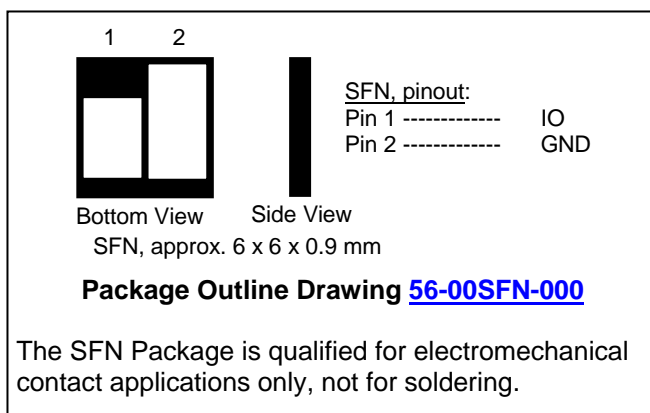 1 2
SFN, pinout:
Pin 1 ------------- IO
Pin 2 ------------- GND
Bottom View Side View
SFN, approx. 6 x 6 x 0.9 mm
Package Outline Drawing 56-00SFN-000
The SFN Package is qualified for electromechanical
contact applications only, not for soldering.